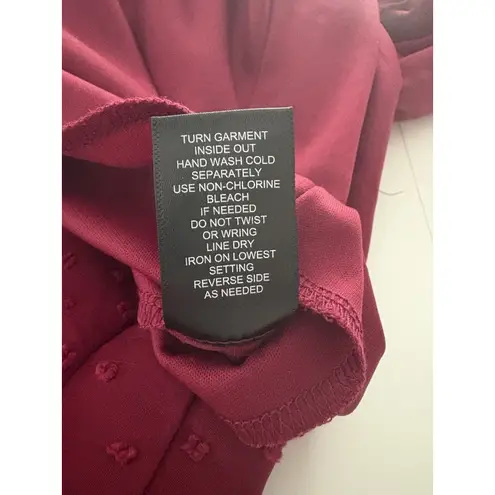 TURN GARMENT
INSIDE OUT
HAND WASH COLD
SEPARATELY
USE NON-CHLORINE
BLEACH
IF NEEDED
DO NOT TWIST
OR WRING
LINE DRY
IRON ON LOWEST
SETTING
REVERSE SIDE
AS NEEDED